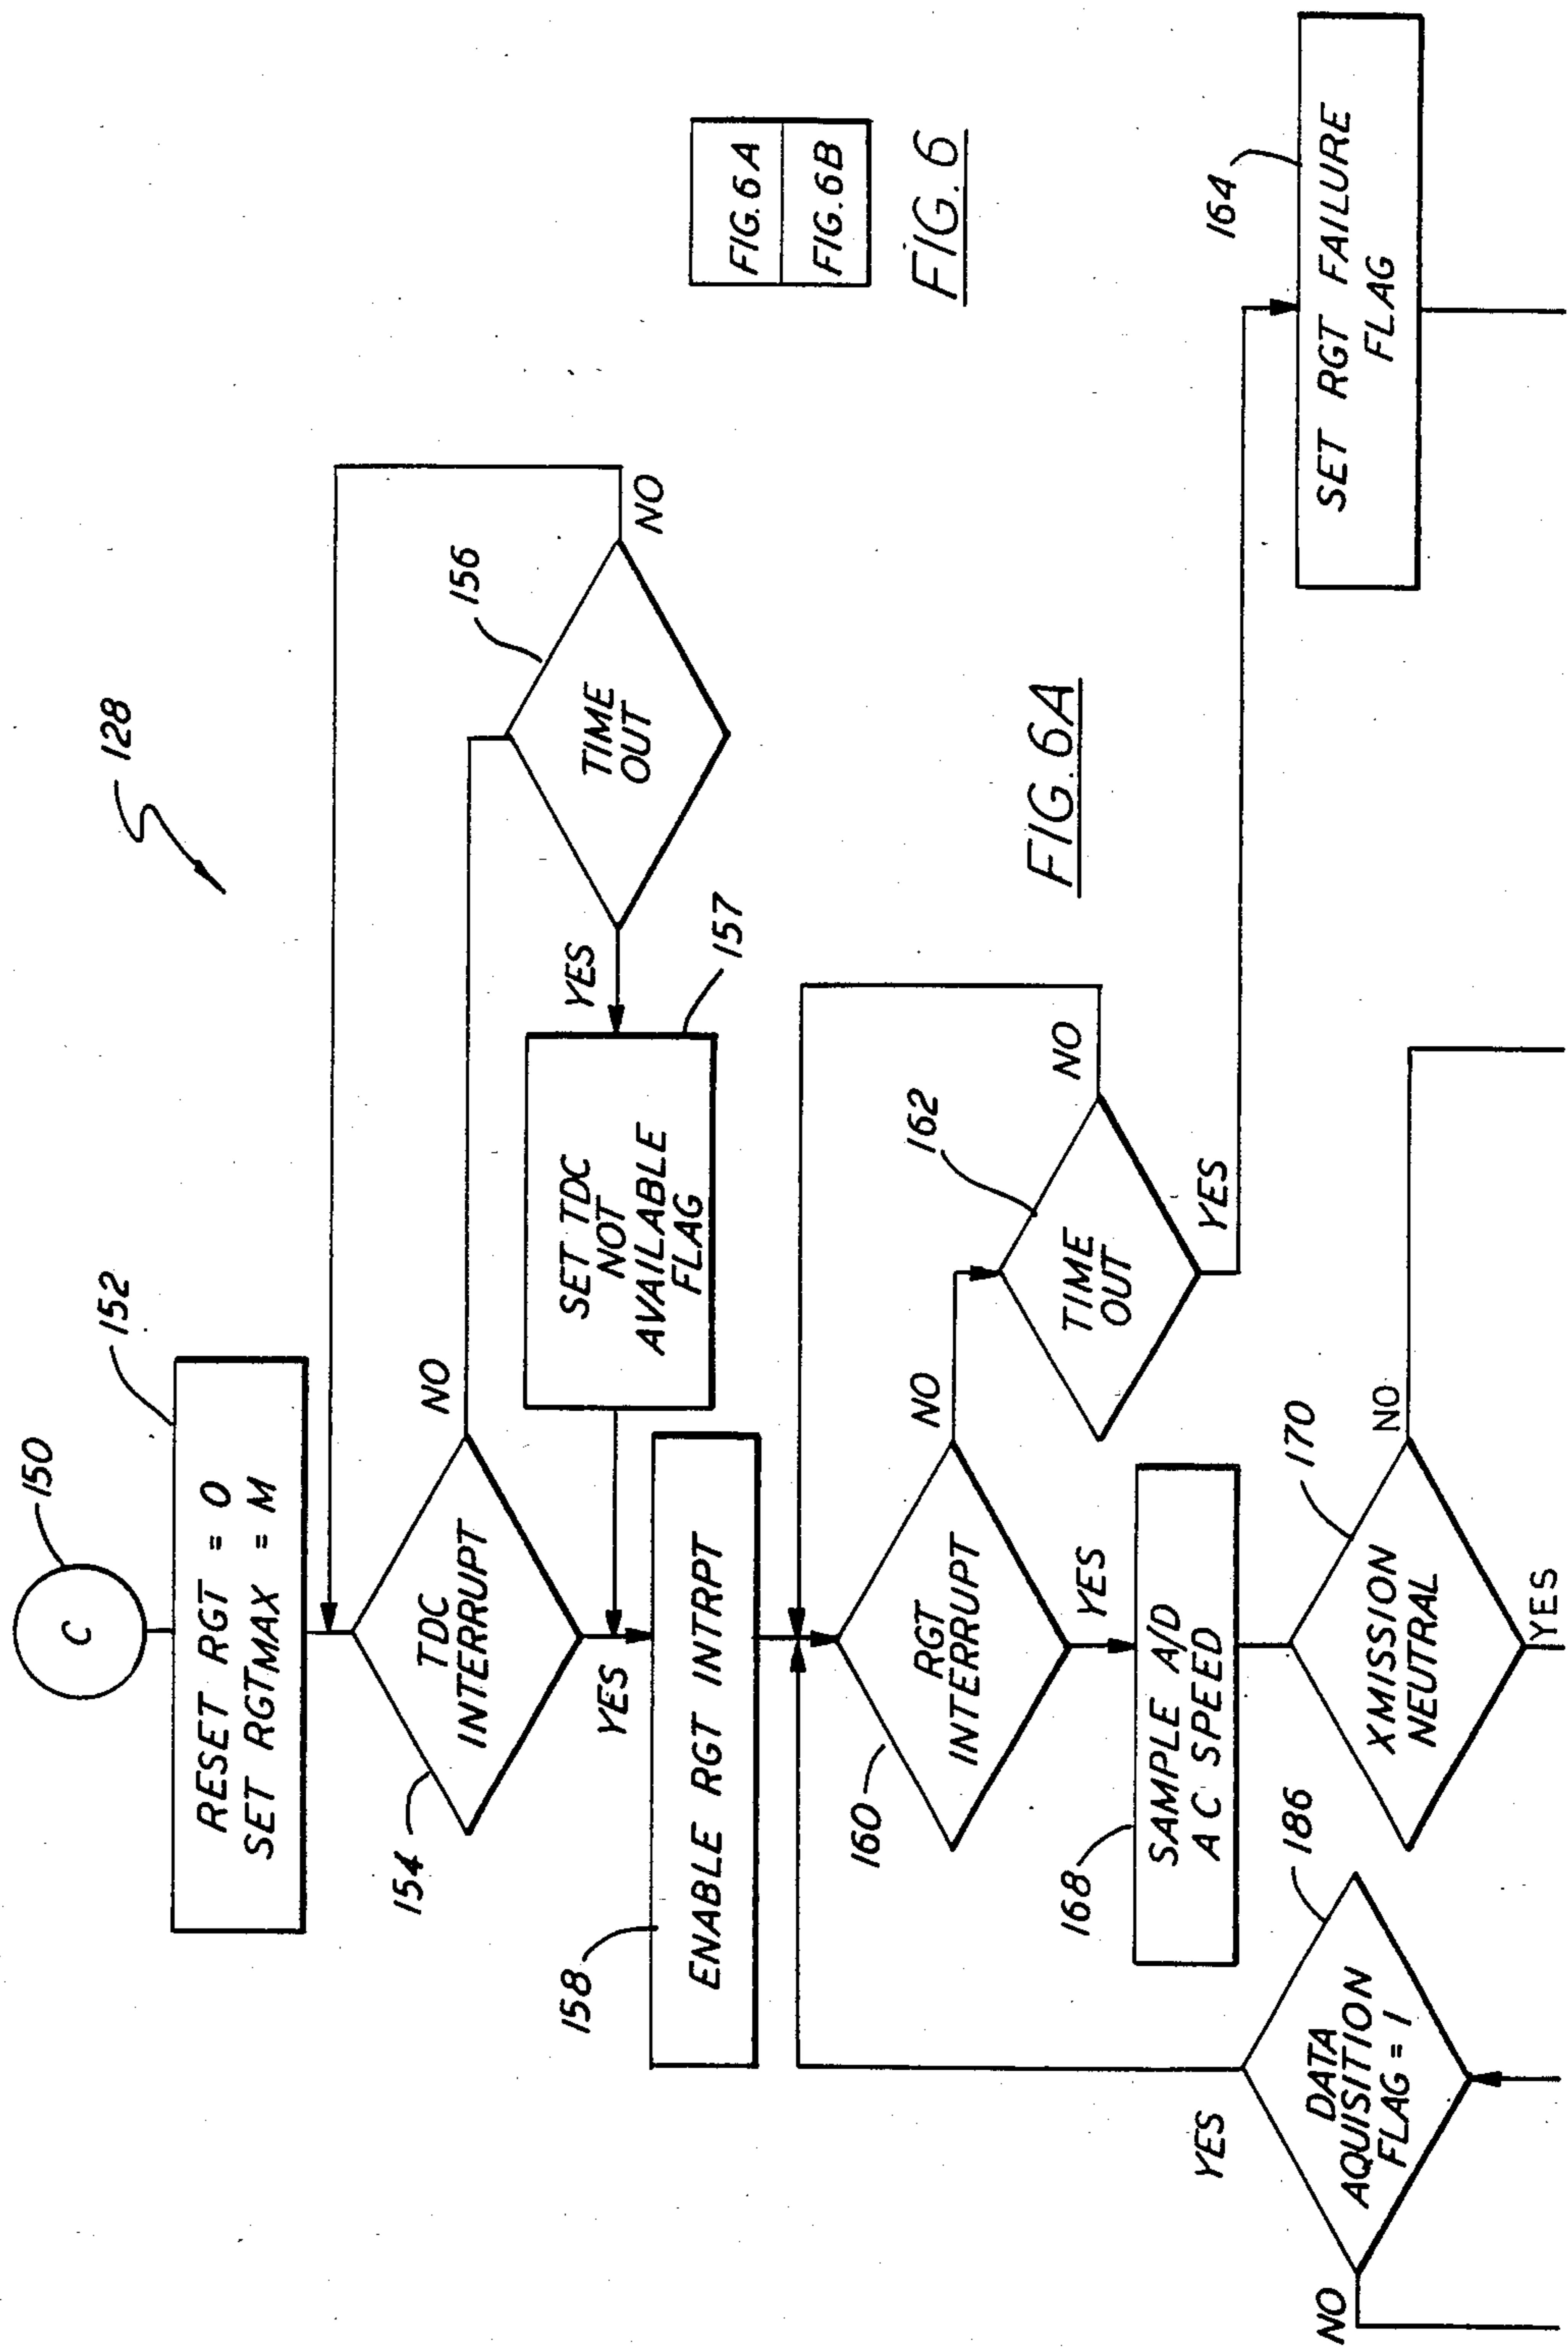 128
150
C
152
RESET RGT = 0
SET RGTMAX = M
154
TDC
INTERRUPT
NO
YES
156
TIME
OUT
NO
YES
157
SET TDC
NOT
AVAILABLE
FLAG
158
ENABLE RGT INTRPT
160
RGT
INTERRUPT
NO
YES
162
TIME
OUT
NO
YES
164
SET RGT FAILURE
FLAG
168
SAMPLE A/D
A C SPEED
170
XMISSION
NEUTRAL
NO
YES
186
DATA
AQUISITION
FLAG = 1
YES
NO
FIG. 6A
FIG. 6A
FIG. 6B
FIG. 6